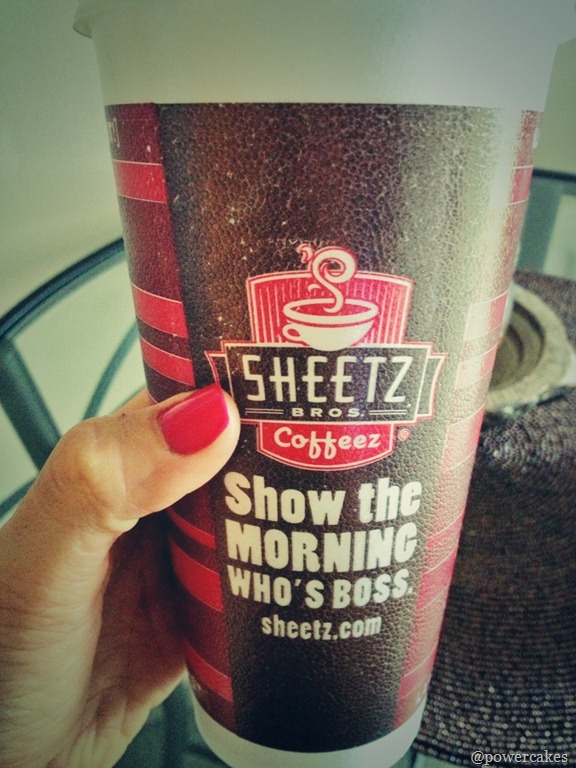 SHEETZ
BROS.
Coffeez ®
Show the
MORNING
WHO'S BOSS.
sheetz.com
@powercakes